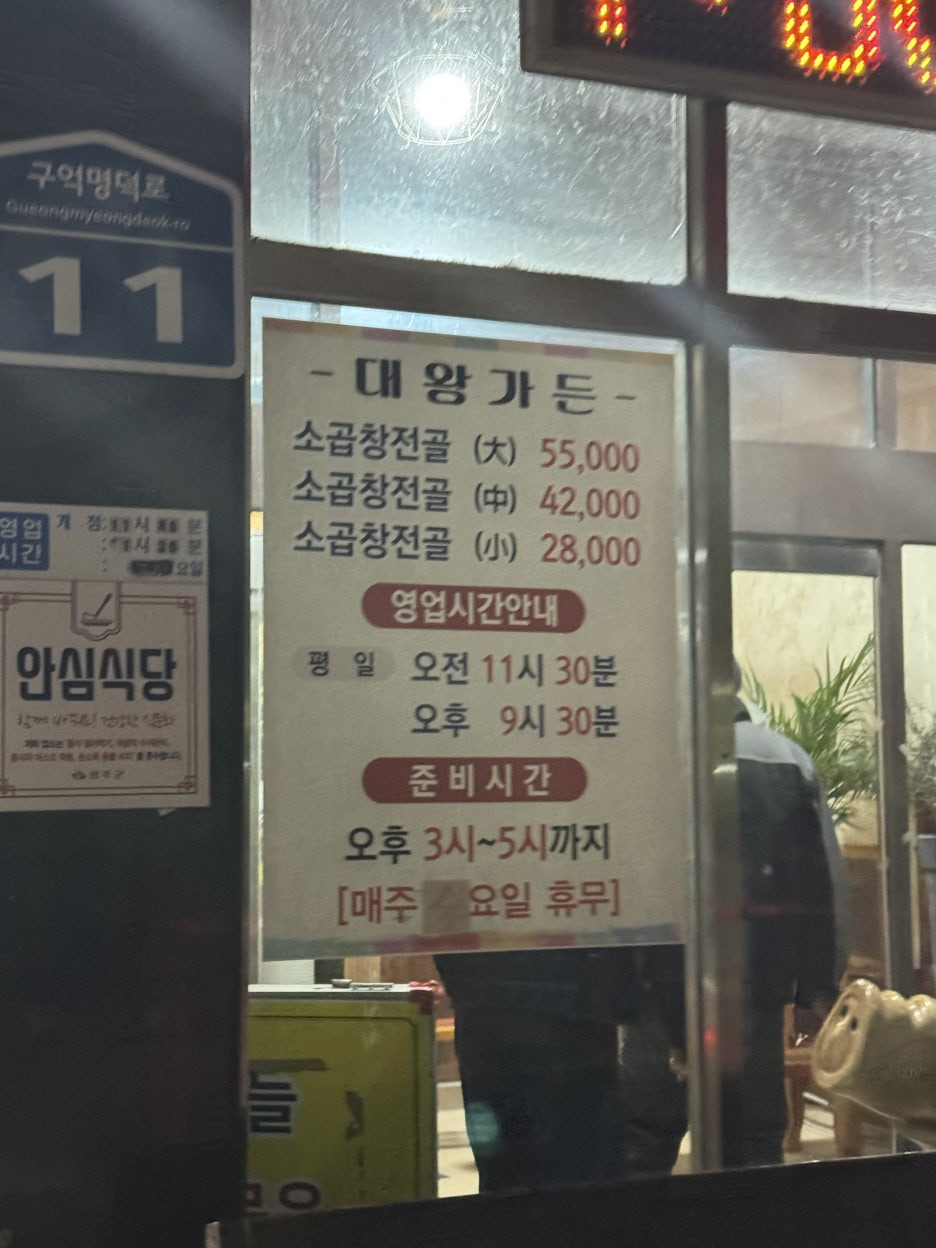 구억명덕로
Gueongmyeongdeok-ro
11
- 대왕가든 -
소곱창전골 (大) 55,000
소곱창전골 (中) 42,000
소곱창전골 (小) 28,000
영업시간안내
평 일 오전 11시 30분
오후 9시 30분
준비시간
오후 3시~5시까지
[매주 요일 휴무]
영업
시간
요일
안심식당
늘